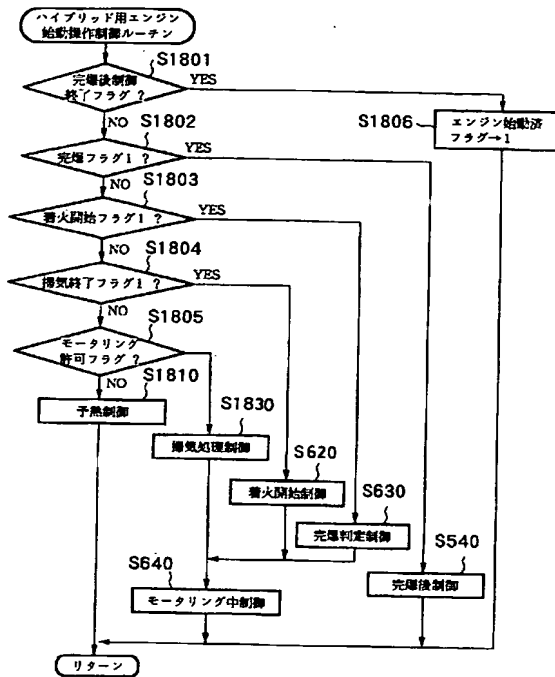 ハイブリッド用エンジン
始動操作制御ルーチン
S1801
完爆後制御
終了フラグ ?
YES
NO
S1802
S1806
エンジン始動済
フラグ→1
完爆フラグ1 ?
YES
NO
S1803
着火開始フラグ1 ?
YES
NO
S1804
掃気終了フラグ1 ?
YES
NO
S1805
モータリング
許可フラグ ?
NO
S1810
予熱制御
S1830
掃気処理制御
S620
着火開始制御
S630
完爆判定制御
S540
完爆後制御
S640
モータリング中制御
リターン